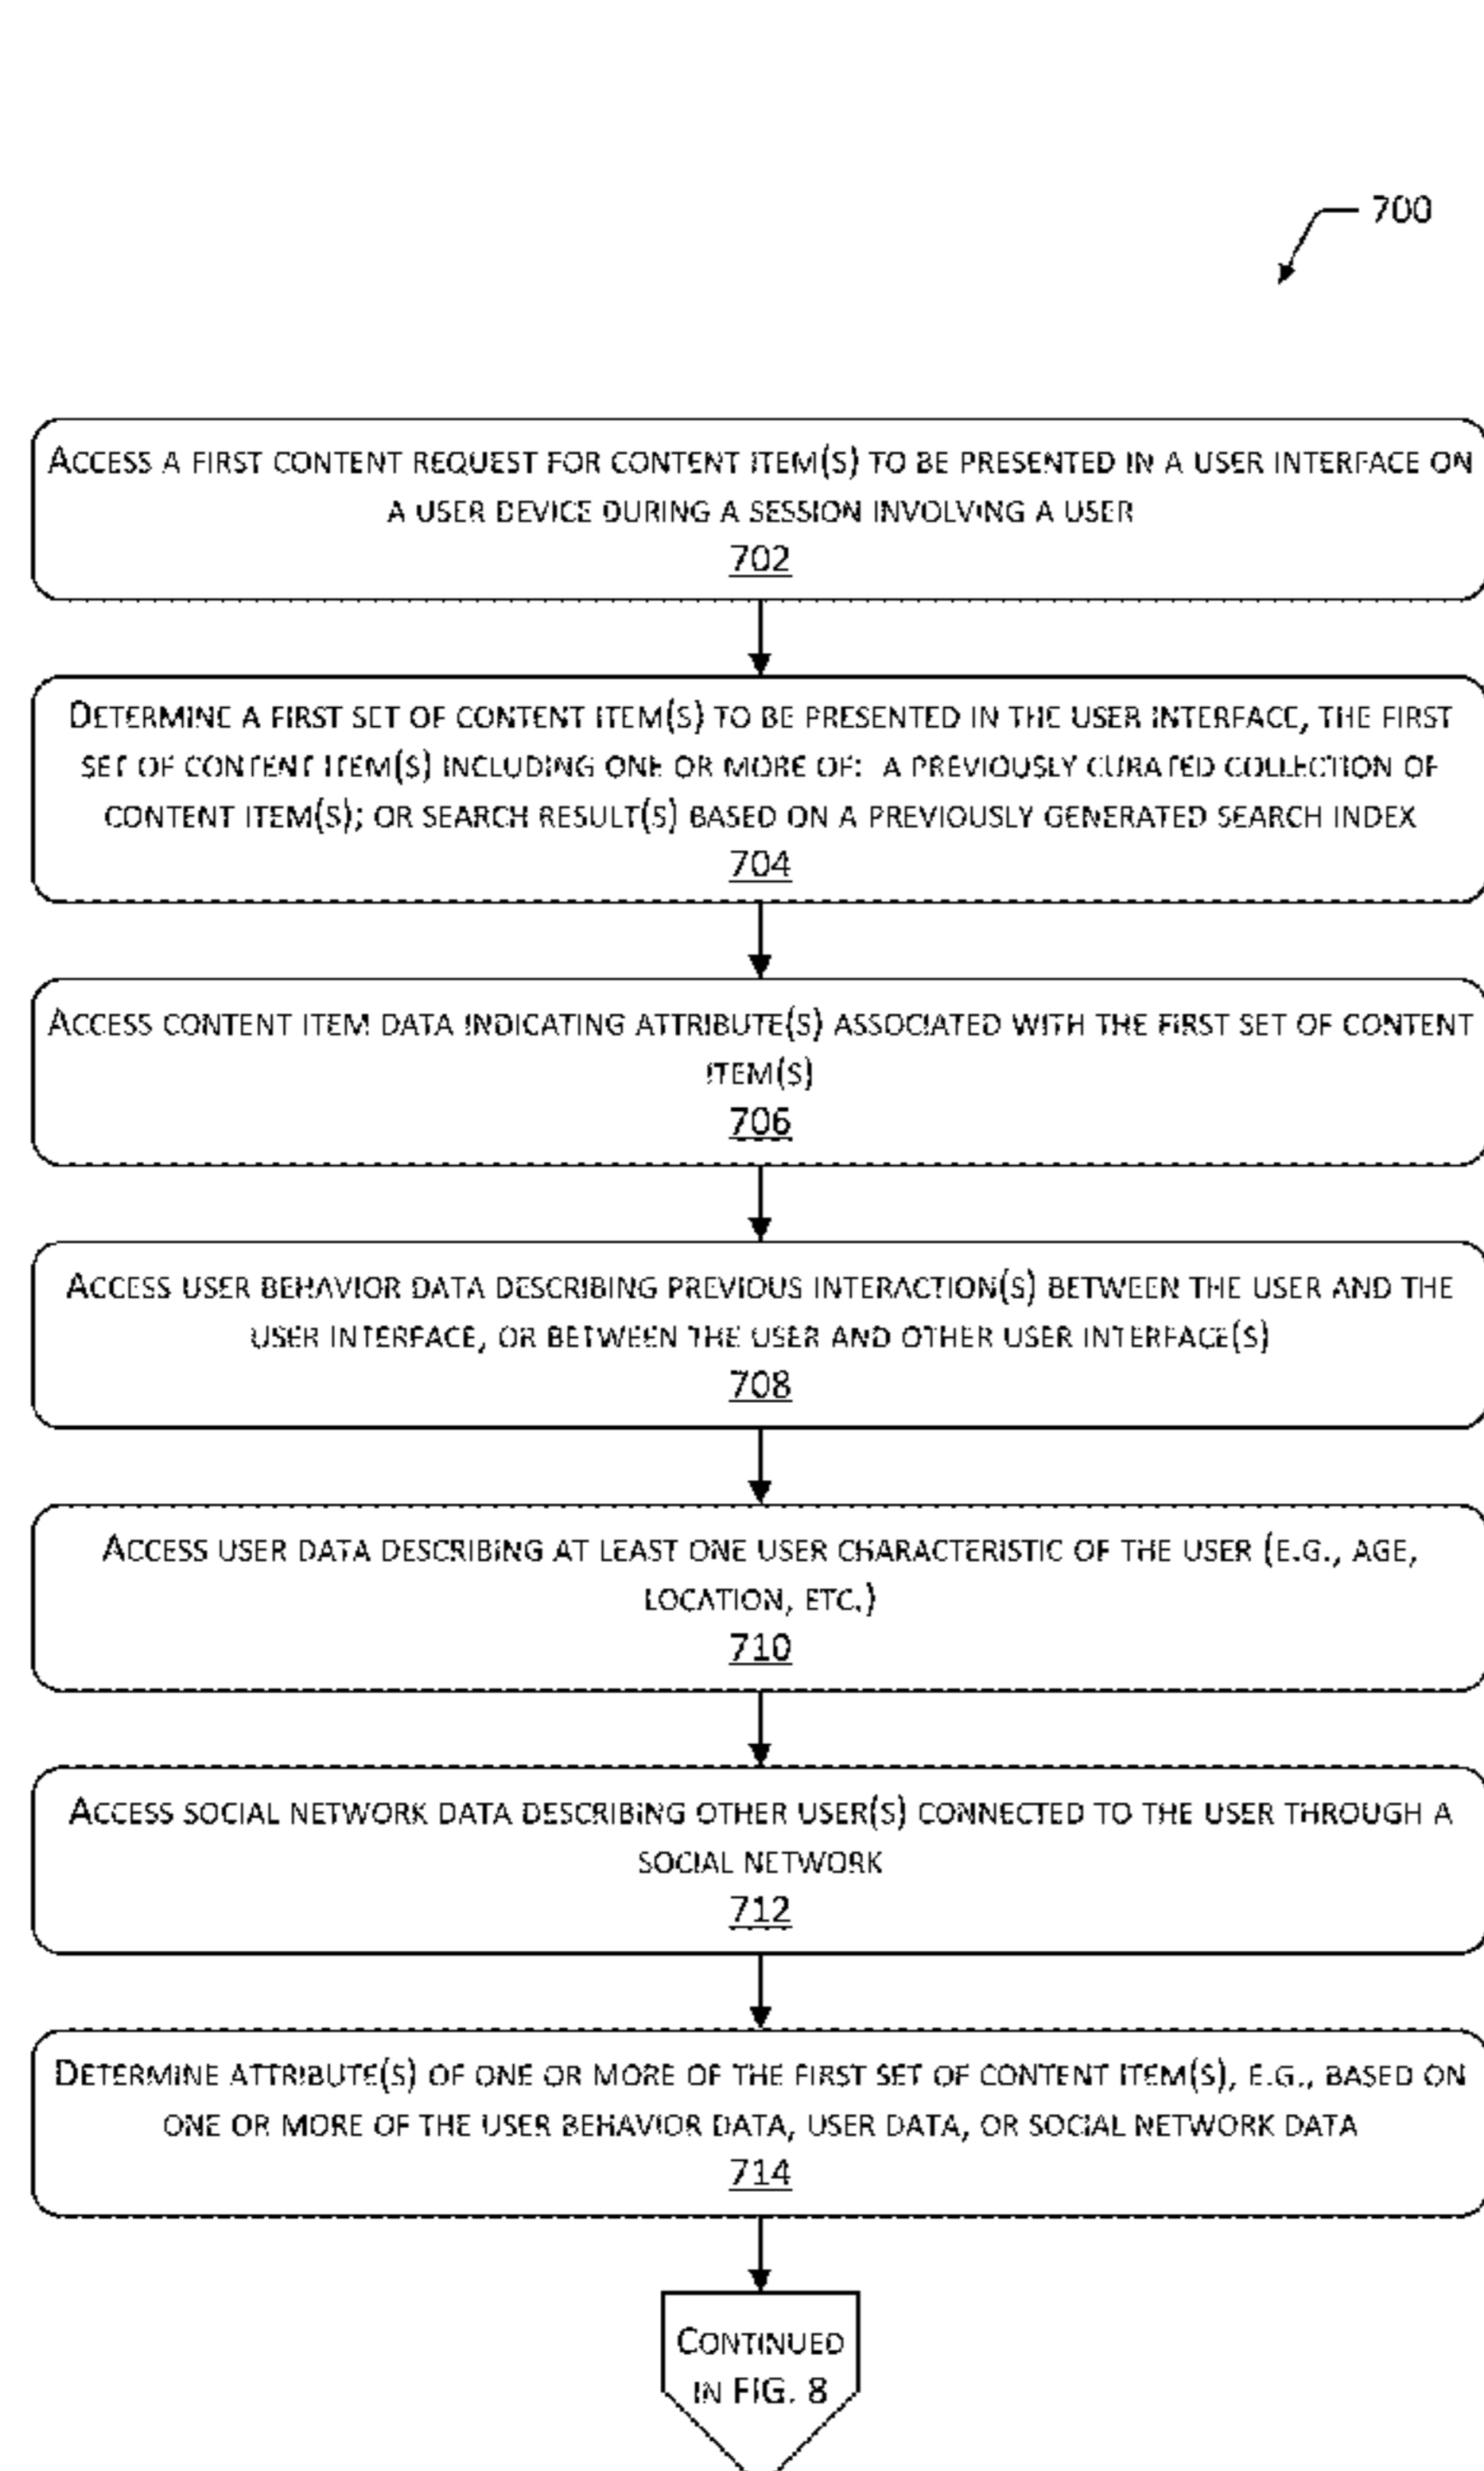 700
ACCESS A FIRST CONTENT REQUEST FOR CONTENT ITEM(S) TO BE PRESENTED IN A USER INTERFACE ON
A USER DEVICE DURING A SESSION INVOLVING A USER
702
DETERMINE A FIRST SET OF CONTENT ITEM(S) TO BE PRESENTED IN THE USER INTERFACE, THE FIRST
SET OF CONTENT ITEM(S) INCLUDING ONE OR MORE OF: A PREVIOUSLY CURATED COLLECTION OF
CONTENT ITEM(S); OR SEARCH RESULT(S) BASED ON A PREVIOUSLY GENERATED SEARCH INDEX
704
ACCESS CONTENT ITEM DATA INDICATING ATTRIBUTE(S) ASSOCIATED WITH THE FIRST SET OF CONTENT
ITEM(S)
706
ACCESS USER BEHAVIOR DATA DESCRIBING PREVIOUS INTERACTION(S) BETWEEN THE USER AND THE
USER INTERFACE, OR BETWEEN THE USER AND OTHER USER INTERFACE(S)
708
ACCESS USER DATA DESCRIBING AT LEAST ONE USER CHARACTERISTIC OF THE USER (E.G., AGE,
LOCATION, ETC.)
710
ACCESS SOCIAL NETWORK DATA DESCRIBING OTHER USER(S) CONNECTED TO THE USER THROUGH A
SOCIAL NETWORK
712
DETERMINE ATTRIBUTE(S) OF ONE OR MORE OF THE FIRST SET OF CONTENT ITEM(S), E.G., BASED ON
ONE OR MORE OF THE USER BEHAVIOR DATA, USER DATA, OR SOCIAL NETWORK DATA
714
CONTINUED
IN FIG. 8